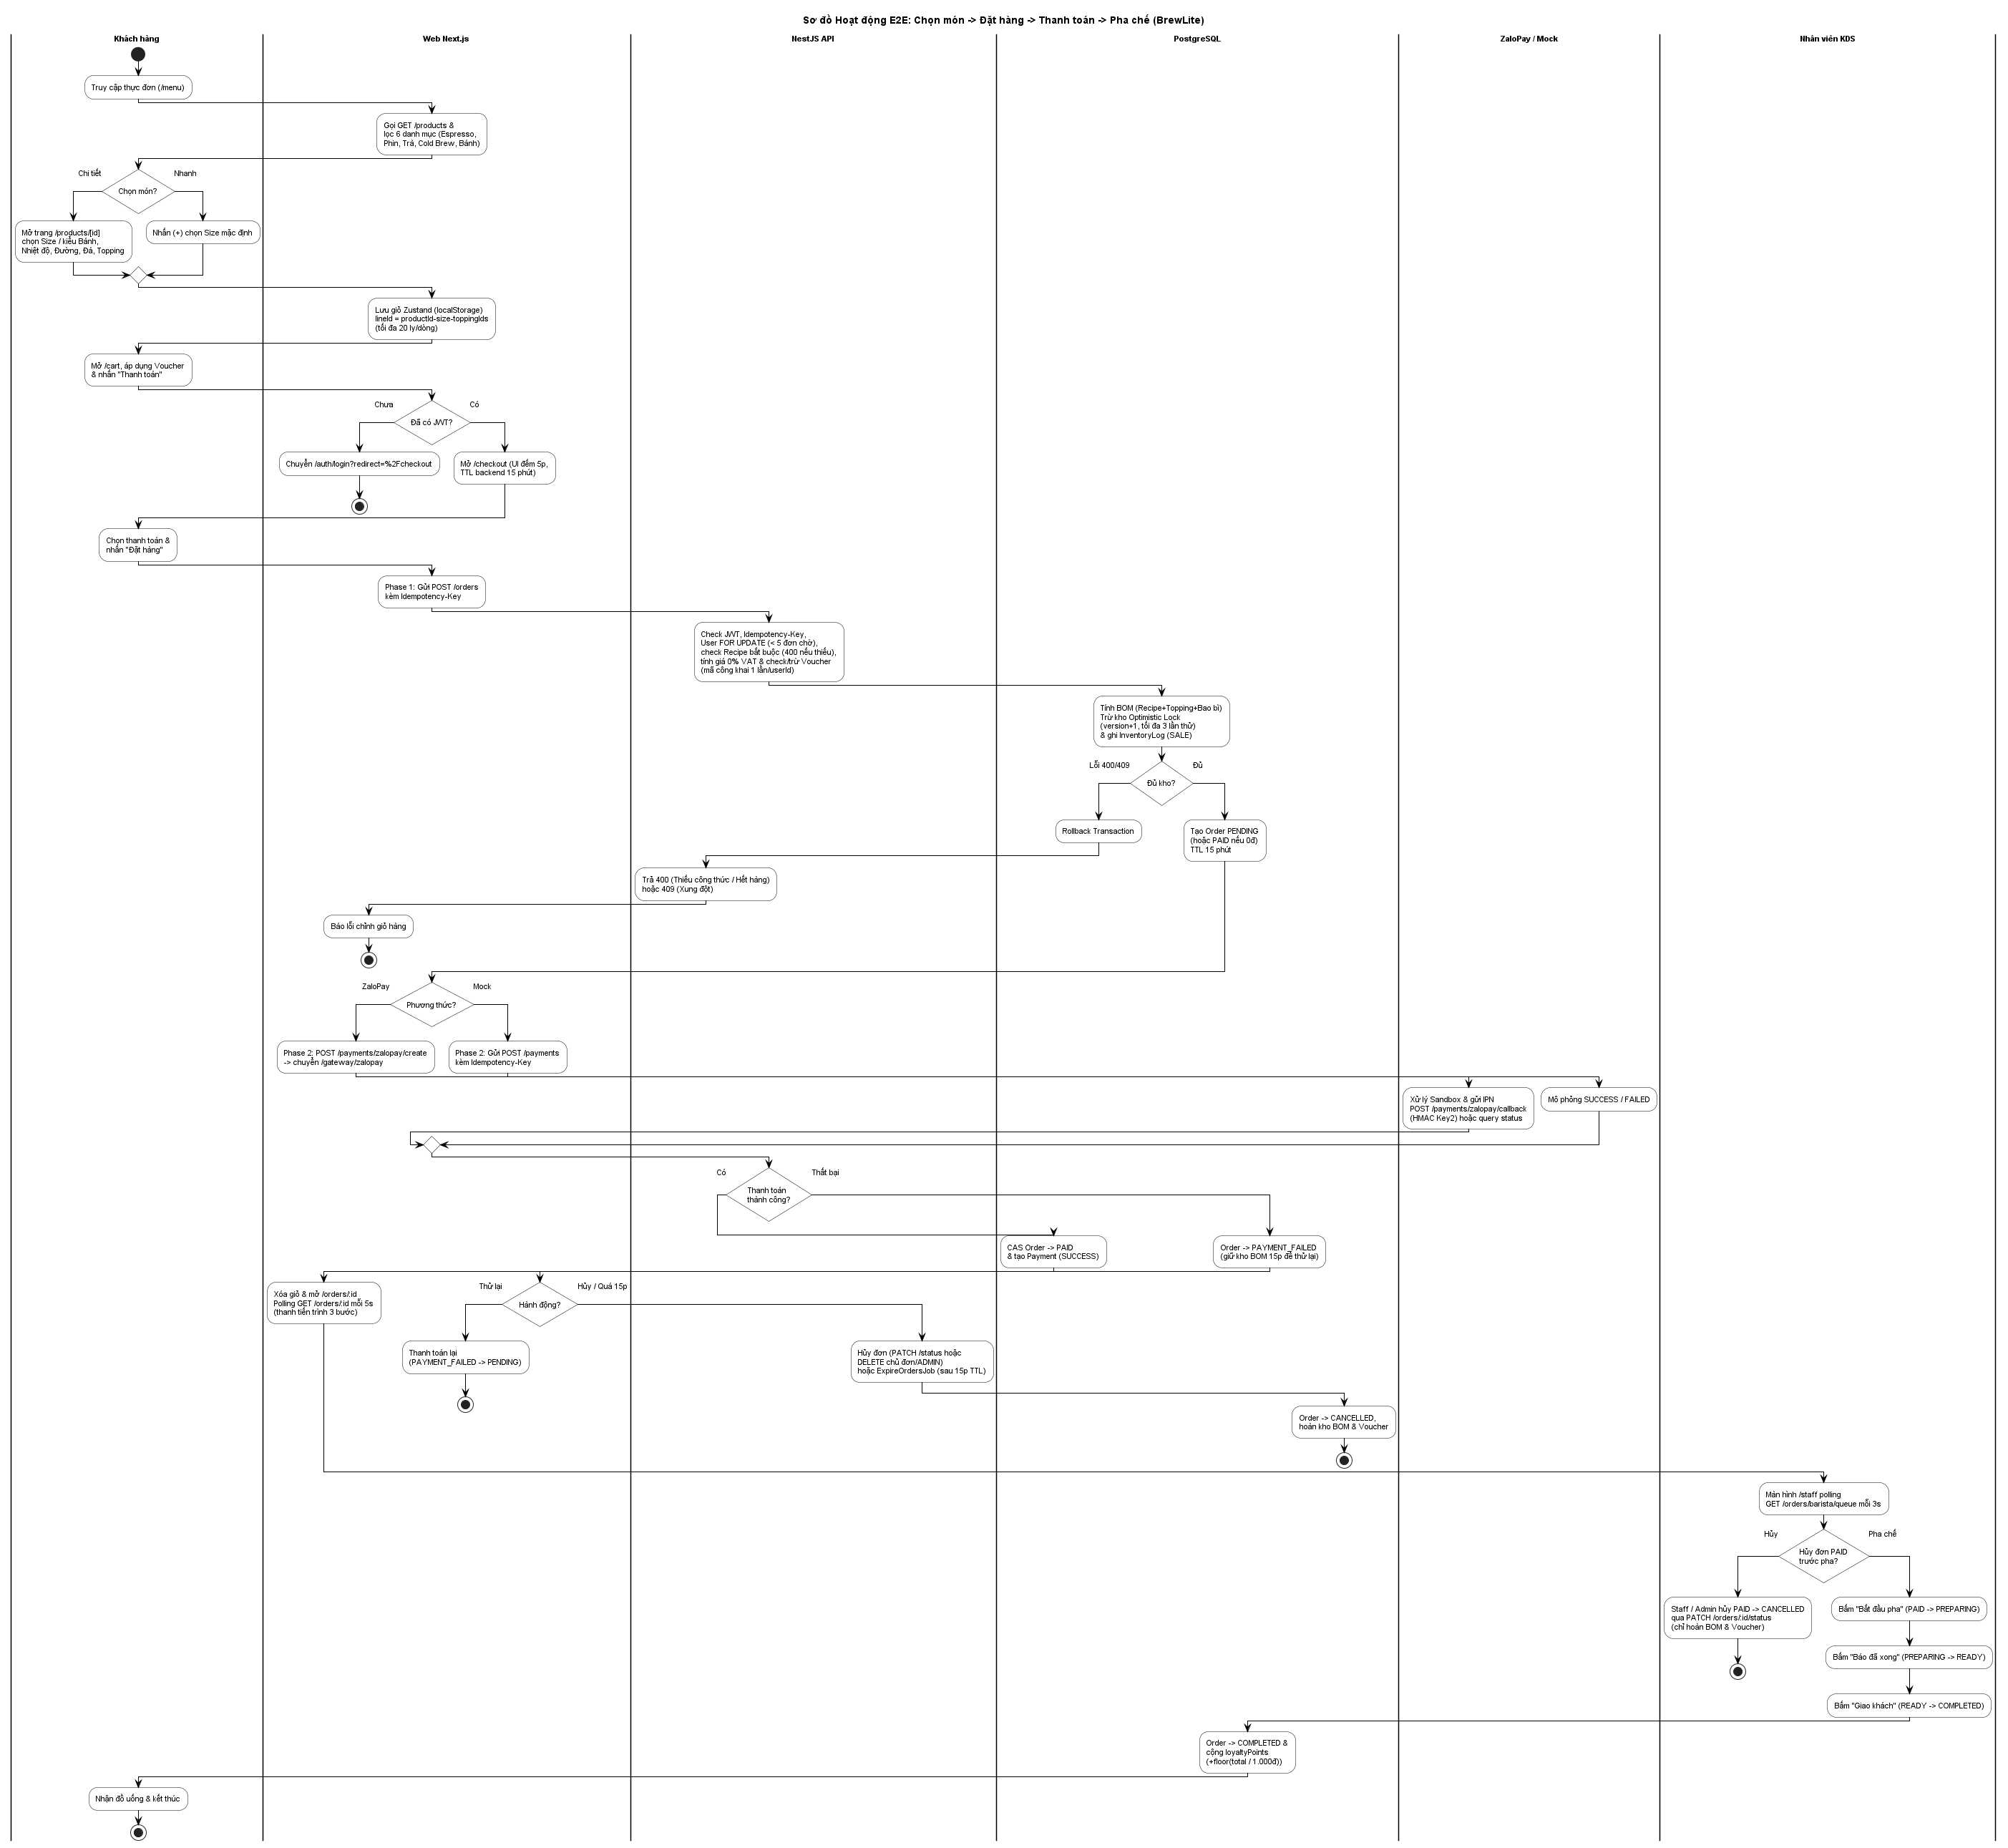 Sơ đồ Hoạt động E2E: Chọn món -> Đặt hàng -> Thanh toán -> Pha chế (BrewLite)
Khách hàng
Web Next.js
NestJS API
PostgreSQL
ZaloPay / Mock
Nhân viên KDS
Truy cập thực đơn (/menu)
Gọi GET /products &
lọc 6 danh mục (Espresso,
Phin, Trà, Cold Brew, Bánh)
Chi tiết
Chọn món?
Nhanh
Mở trang /products/[id]
chọn Size / kiểu Bánh,
Nhiệt độ, Đường, Đá, Topping
Nhấn (+) chọn Size mặc định
Lưu giỏ Zustand (localStorage)
lineId = productId-size-toppingIds
(tối đa 20 ly/dòng)
Mở /cart, áp dụng Voucher
& nhấn "Thanh toán"
Chưa
Đã có JWT?
Có
Chuyển /auth/login?redirect=%2Fcheckout
Mở /checkout (UI đếm 5p,
TTL backend 15 phút)
Chọn thanh toán &
nhấn "Đặt hàng"
Phase 1: Gửi POST /orders
kèm Idempotency-Key
Check JWT, Idempotency-Key,
User FOR UPDATE (< 5 đơn chờ),
check Recipe bắt buộc (400 nếu thiếu),
tính giá 0% VAT & check/trừ Voucher
(mã công khai 1 lần/userId)
Tính BOM (Recipe+Topping+Bao bì)
Trừ kho Optimistic Lock
(version+1, tối đa 3 lần thử)
& ghi InventoryLog (SALE)
Lỗi 400/409
Đủ kho?
Đủ
Rollback Transaction
Tạo Order PENDING
(hoặc PAID nếu 0đ)
TTL 15 phút
Trả 400 (Thiếu công thức / Hết hàng)
hoặc 409 (Xung đột)
Báo lỗi chỉnh giỏ hàng
ZaloPay
Phương thức?
Mock
Phase 2: POST /payments/zalopay/create
-> chuyển /gateway/zalopay
Phase 2: Gửi POST /payments
kèm Idempotency-Key
Xử lý Sandbox & gửi IPN
POST /payments/zalopay/callback
(HMAC Key2) hoặc query status
Mô phỏng SUCCESS / FAILED
Có
Thanh toán
thành công?
Thất bại
CAS Order -> PAID
& tạo Payment (SUCCESS)
Order -> PAYMENT_FAILED
(giữ kho BOM 15p để thử lại)
Xóa giỏ & mở /orders/:id
Polling GET /orders/:id mỗi 5s
(thanh tiến trình 3 bước)
Thử lại
Hành động?
Hủy / Quá 15p
Thanh toán lại
(PAYMENT_FAILED -> PENDING)
Hủy đơn (PATCH /status hoặc
DELETE chủ đơn/ADMIN)
hoặc ExpireOrdersJob (sau 15p TTL)
Order -> CANCELLED,
hoàn kho BOM & Voucher
Màn hình /staff polling
GET /orders/barista/queue mỗi 3s
Hủy
Hủy đơn PAID
trước pha?
Pha chế
Staff / Admin hủy PAID -> CANCELLED
qua PATCH /orders/:id/status
(chỉ hoàn BOM & Voucher)
Bấm "Bắt đầu pha" (PAID -> PREPARING)
Bấm "Báo đã xong" (PREPARING -> READY)
Bấm "Giao khách" (READY -> COMPLETED)
Order -> COMPLETED &
cộng loyaltyPoints
(+floor(total / 1.000đ))
Nhận đồ uống & kết thúc